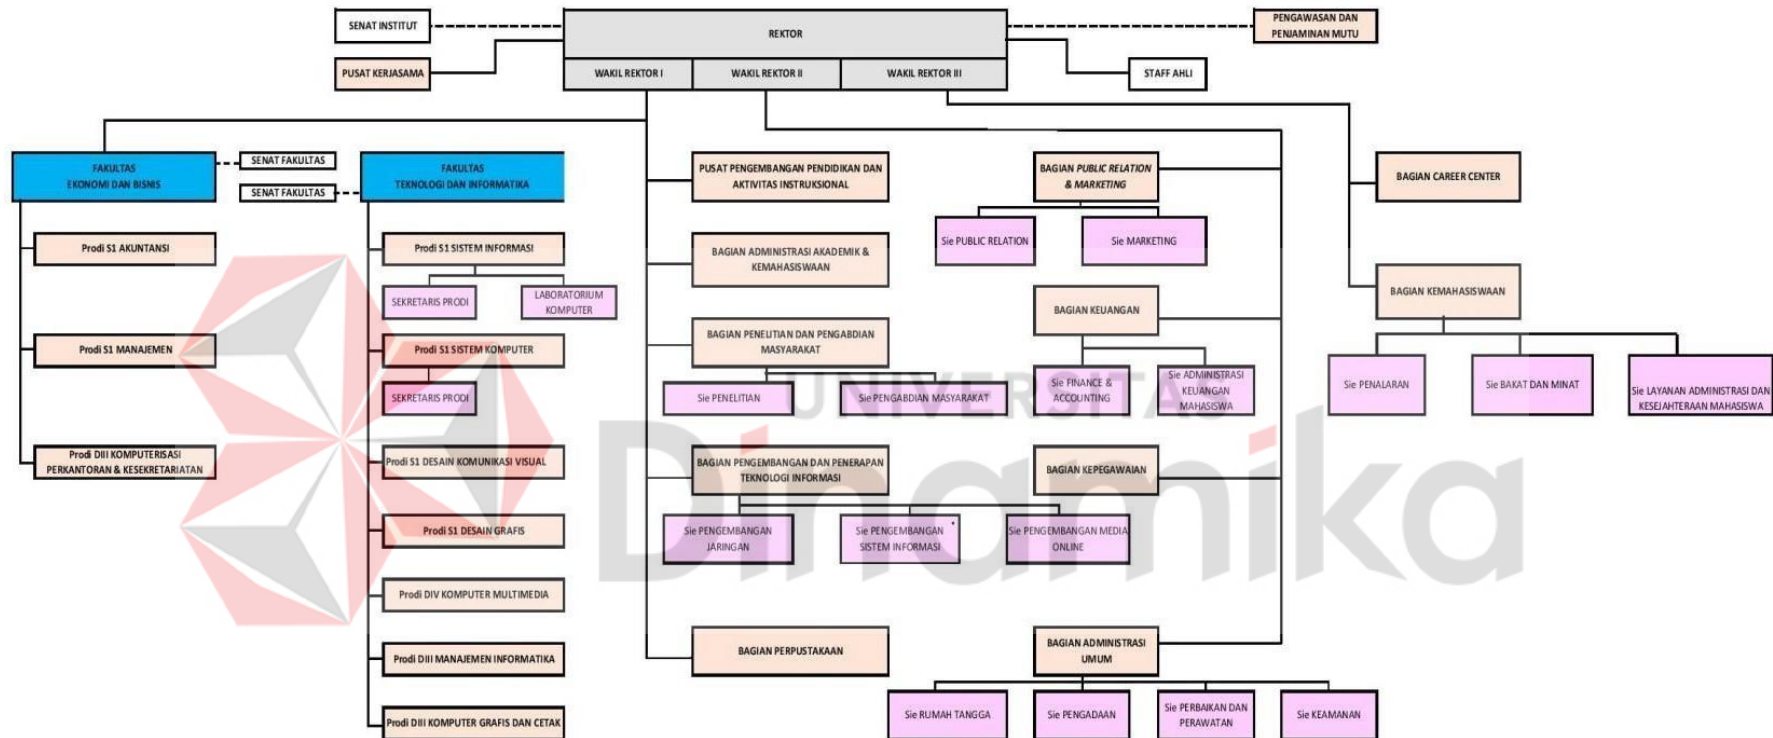 SENAT INSTITUT
REKTOR
PENGAWASAN DAN
PENJAMINAN MUTU
PUSAT KERJASAMA
WAKIL REKTOR I
WAKIL REKTOR II
WAKIL REKTOR III
STAFF AHLI
FAKULTAS
EKONOMI DAN BISNIS
SENAT FAKULTAS
SENAT FAKULTAS
FAKULTAS
TEKNOLOGI DAN INFORMATIKA
Prodi S1 AKUNTANSI
Prodi S1 MANAJEMEN
Prodi DIII KOMPUTERISASI
PERKANTORAN & KESEKRETARIATAN
Prodi S1 SISTEM INFORMASI
SEKRETARIS PRODI
LABORATORIUM
KOMPUTER
Prodi S1 SISTEM KOMPUTER
SEKRETARIS PRODI
Prodi S1 DESAIN KOMUNIKASI VISUAL
Prodi S1 DESAIN GRAFIS
Prodi DIV KOMPUTER MULTIMEDIA
Prodi DIII MANAJEMEN INFORMATIKA
Prodi DIII KOMPUTER GRAFIS DAN CETAK
PUSAT PENGEMBANGAN PENDIDIKAN DAN
AKTIVITAS INSTRUKSIONAL
BAGIAN ADMINISTRASI AKADEMIK &
KEMAHASISWAAN
BAGIAN PENELITIAN DAN PENGABDIAN
MASYARAKAT
Sie PENELITIAN
Sie PENGABDIAN MASYARAKAT
BAGIAN PENGEMBANGAN DAN PENERAPAN
TEKNOLOGI INFORMASI
Sie PENGEMBANGAN
JARINGAN
Sie PENGEMBANGAN
SISTEM INFORMASI
Sie PENGEMBANGAN MEDIA
ONLINE
BAGIAN PERPUSTAKAAN
BAGIAN PUBLIC RELATION
& MARKETING
Sie PUBLIC RELATION
Sie MARKETING
BAGIAN KEUANGAN
Sie FINANCE &
ACCOUNTING
Sie ADMINISTRASI
KEUANGAN
MAHASISWA
BAGIAN KEPEGAWAIAN
BAGIAN ADMINISTRASI
UMUM
Sie RUMAH TANGGA
Sie PENGADAAN
Sie PERBAIKAN DAN
PERAWATAN
Sie KEAMANAN
BAGIAN CAREER CENTER
BAGIAN KEMAHASISWAAN
Sie PENALARAN
Sie BAKAT DAN MINAT
Sie LAYANAN ADMINISTRASI DAN
KESEJAHTERAAN MAHASISWA
UNIVERSITAS
Dinamika